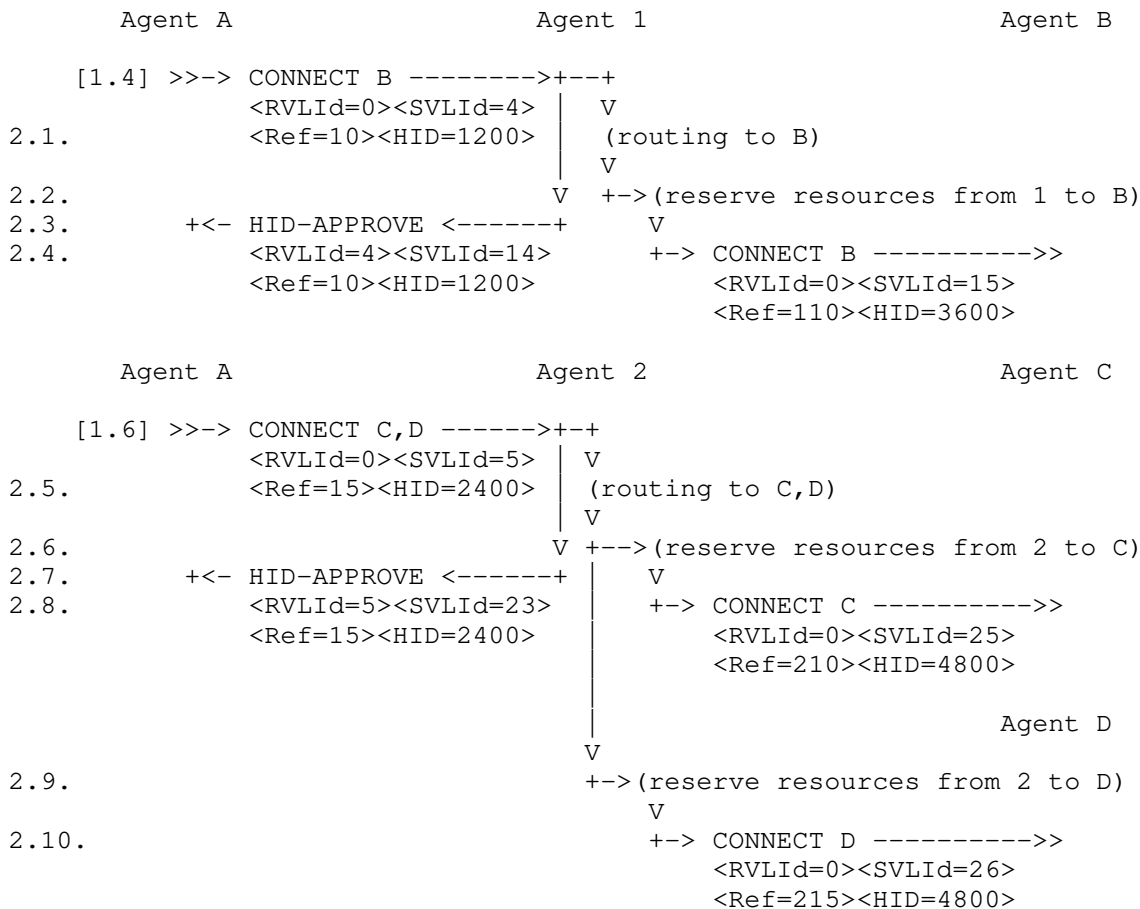 Agent A                    Agent 1                       Agent B
[1.4] >>-> CONNECT B -------->+--+
<RVLId=0><SVLId=4> |  V
2.1.           <Ref=10><HID=1200> |  (routing to B)
|  V
2.2.                              V  +->(reserve resources from 1 to B)
2.3.       +<- HID-APPROVE <------+     V
2.4.           <RVLId=4><SVLId=14>      +-> CONNECT B ---------->>
<Ref=10><HID=1200>           <RVLId=0><SVLId=15>
<Ref=110><HID=3600>
Agent A                    Agent 2                       Agent C
[1.6] >>-> CONNECT C,D ------>+-+
<RVLId=0><SVLId=5> | V
2.5.           <Ref=15><HID=2400> | (routing to C,D)
| V
2.6.                              V +-->(reserve resources from 2 to C)
2.7.       +<- HID-APPROVE <------+ |   V
2.8.           <RVLId=5><SVLId=23>  |   +-> CONNECT C ---------->>
<Ref=15><HID=2400>   |       <RVLId=0><SVLId=25>
|       <Ref=210><HID=4800>
|
|                        Agent D
V
2.9.                                +->(reserve resources from 2 to D)
V
2.10.                                   +-> CONNECT D ---------->>
<RVLId=0><SVLId=26>
<Ref=215><HID=4800>